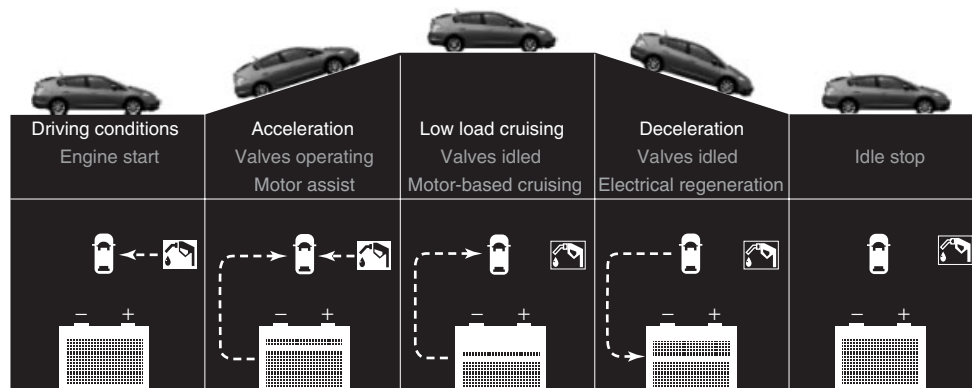 Driving conditions
Engine start
Acceleration
Valves operating
Motor assist
Low load cruising
Valves idled
Motor-based cruising
Deceleration
Valves idled
Electrical regeneration
Idle stop
− +
− +
− +
− +
− +